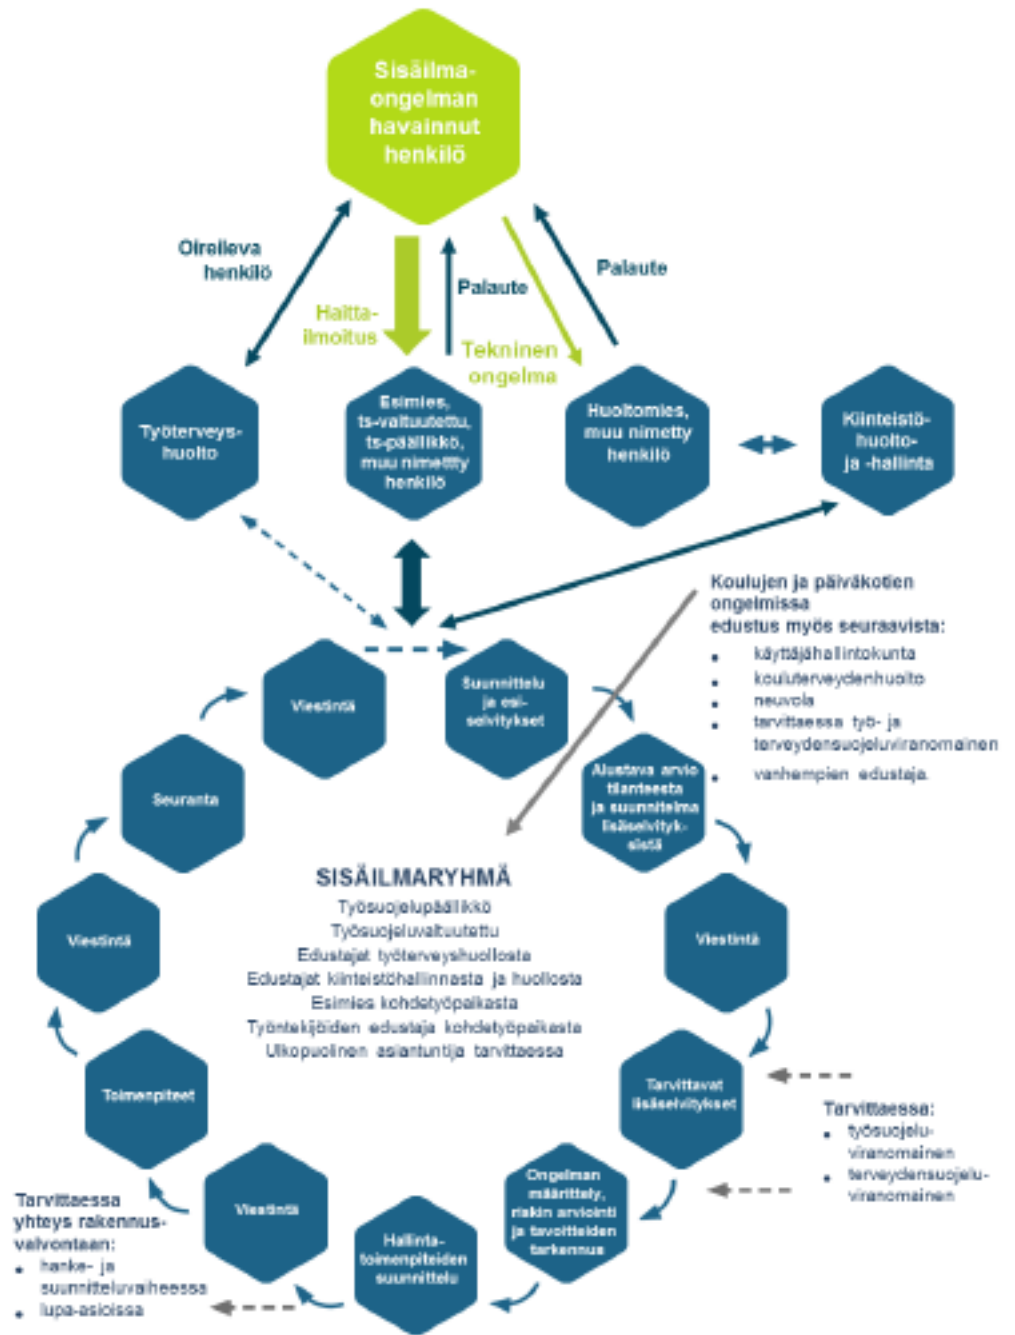 Sisäilma-
ongelman
havainnut
henkilö
Oireileva
henkilö
Haitta-
ilmoitus
Palaute
Tekninen
ongelma
Palaute
Työterveys-
huolto
Esimies,
ts-valtuutettu,
ts-päällikkö,
muu nimettty
henkilö
Huoltomies,
muu nimetty
henkilö
Kiinteistö-
huolto-
ja -hallinta
Koulujen ja päiväkotien
ongelmissa
edustus myös seuraavista:
• käyttäjähallintokunta
• kouluterveydenhuolto
• neuvola
• tarvittaessa työ- ja
terveydensuojeluviranomainen
• vanhempien edustaja.
Viestintä
Suunnittelu
ja esi-
selvitykset
Alustava arvio
tilanteesta
ja suunnitelma
lisäselvityk-
sistä
Viestintä
Tarvittavat
lisäselvitykset
Tarvittaessa:
• työsuojelu-
viranomainen
• terveydensuojelu-
viranomainen
Ongelman
määrittely,
riskin arviointi
ja tavoitteiden
tarkennus
Hallinta-
toimenpiteiden
suunnittelu
Viestintä
Tarvittaessa
yhteys rakennus-
valvontaan:
• hanke- ja
suunnitteluvaiheessa
• lupa-asioissa
Toimenpiteet
Viestintä
Seuranta
SISÄILMARYHMÄ
Työsuojelupäällikkö
Työsuojeluvaltuutettu
Edustajat työterveyshuollosta
Edustajat kiinteistöhallinnasta ja huollosta
Esimies kohdetyöpaikasta
Työntekijöiden edustaja kohdetyöpaikasta
Ulkopuolinen asiantuntija tarvittaessa